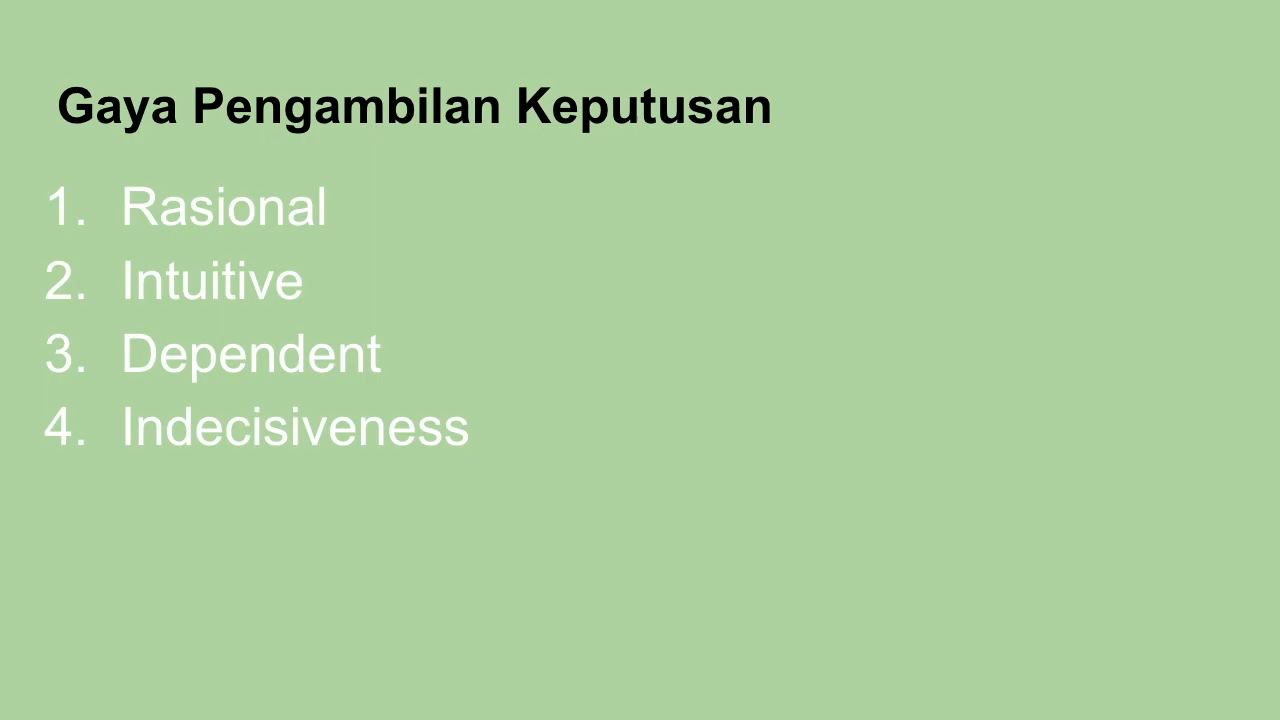 Gaya Pengambilan Keputusan
1. Rasional
2. Intuitive
3. Dependent
4. Indecisiveness